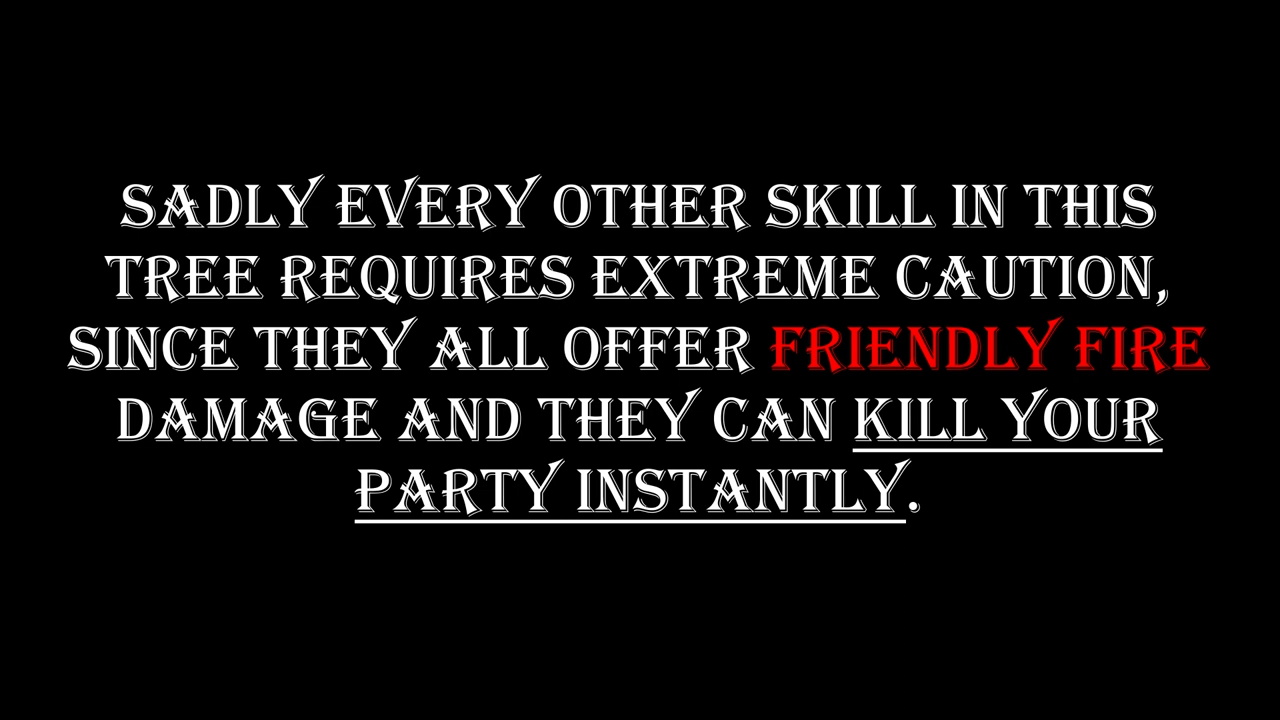 SADLY EVERY OTHER SKILL IN THIS
TREE REQUIRES EXTREME CAUTION,
SINCE THEY ALL OFFER FRIENDLY FIRE
DAMAGE AND THEY CAN KILL YOUR
PARTY INSTANTLY.